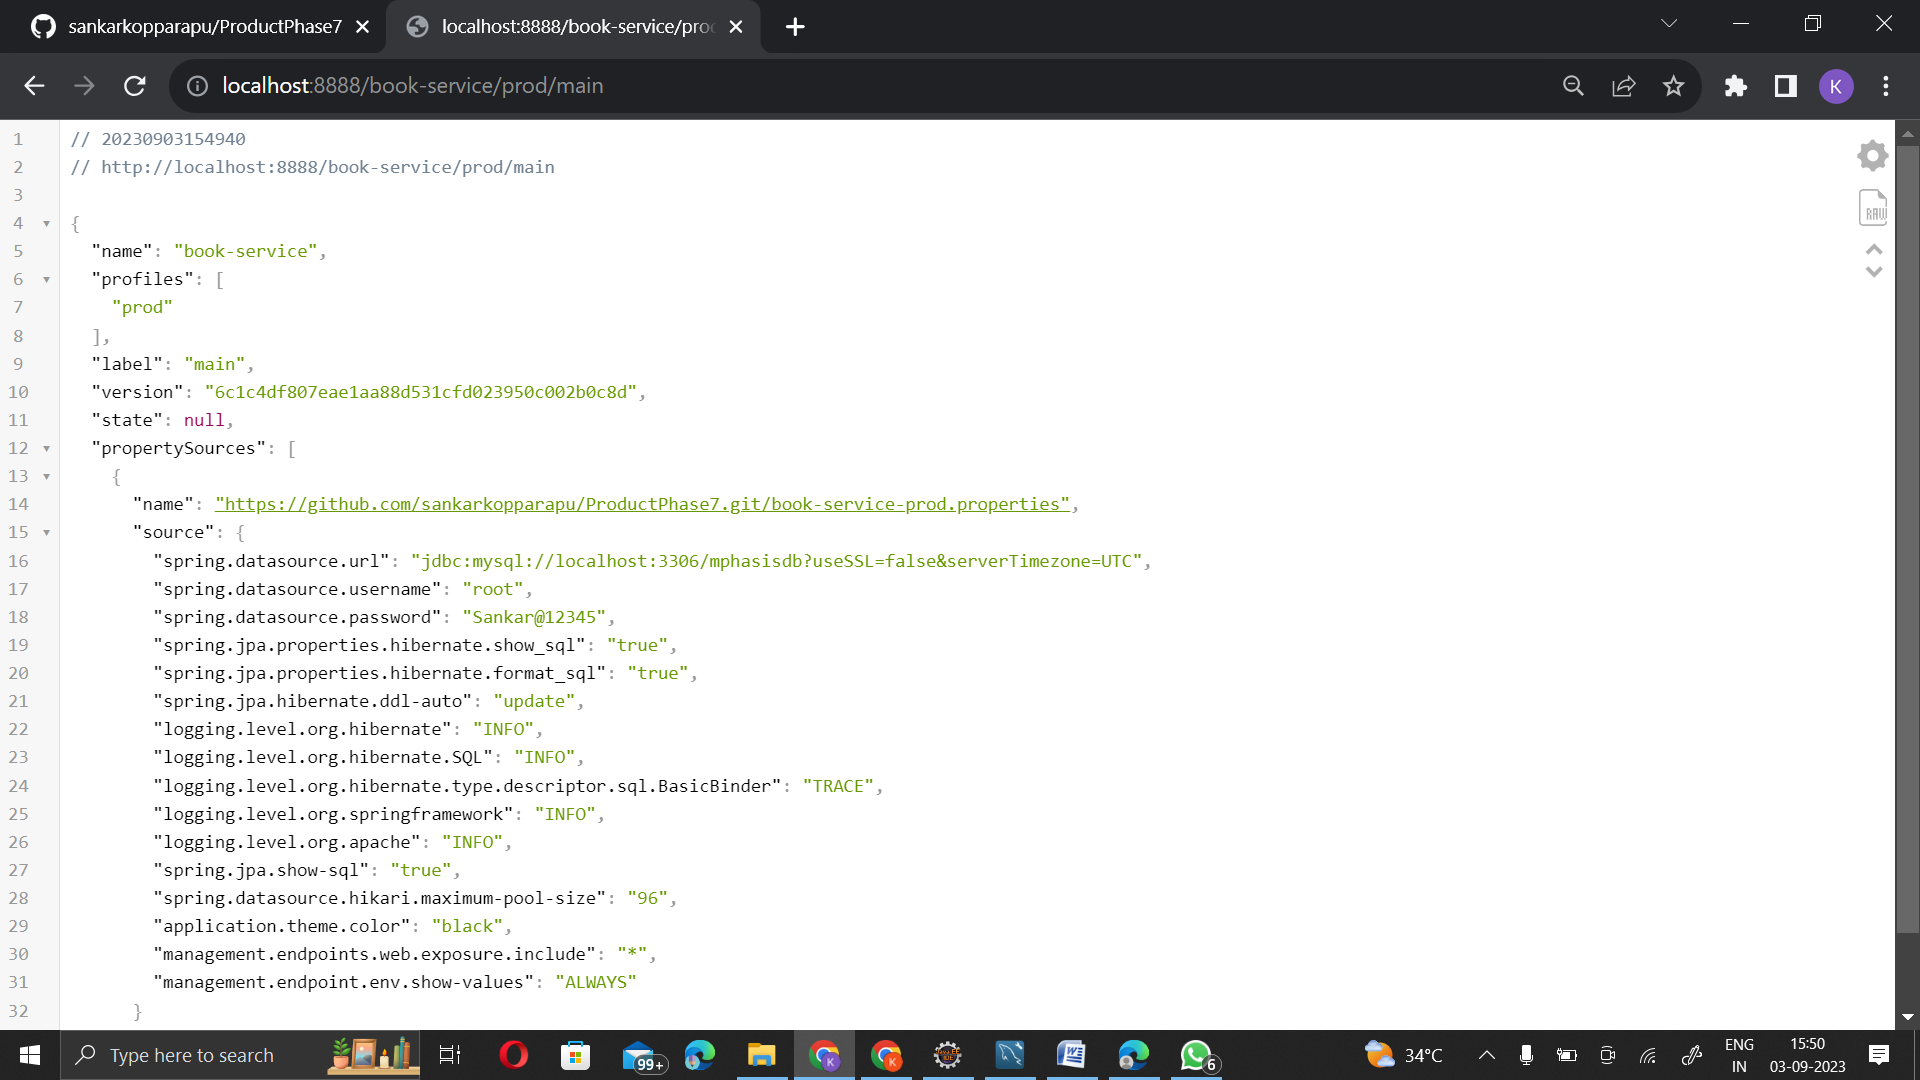 sankarkopparapu/ProductPhase7
localhost:8888/book-service/pro
localhost:8888/book-service/prod/main
K
1 // 20230903154940
2 // http://localhost:8888/book-service/prod/main
3
4 {
5 "name": "book-service",
6 "profiles": [
7 "prod"
8 ],
9 "label": "main",
10 "version": "6c1c4df807eae1aa88d531cfd023950c002b0c8d",
11 "state": null,
12 "propertySources": [
13 {
14 "name": "https://github.com/sankarkopparapu/ProductPhase7.git/book-service-prod.properties",
15 "source": {
16 "spring.datasource.url": "jdbc:mysql://localhost:3306/mphasisdb?useSSL=false&serverTimezone=UTC",
17 "spring.datasource.username": "root",
18 "spring.datasource.password": "Sankar@12345",
19 "spring.jpa.properties.hibernate.show_sql": "true",
20 "spring.jpa.properties.hibernate.format_sql": "true",
21 "spring.jpa.hibernate.ddl-auto": "update",
22 "logging.level.org.hibernate": "INFO",
23 "logging.level.org.hibernate.SQL": "INFO",
24 "logging.level.org.hibernate.type.descriptor.sql.BasicBinder": "TRACE",
25 "logging.level.org.springframework": "INFO",
26 "logging.level.org.apache": "INFO",
27 "spring.jpa.show-sql": "true",
28 "spring.datasource.hikari.maximum-pool-size": "96",
29 "application.theme.color": "black",
30 "management.endpoints.web.exposure.include": "*",
31 "management.endpoint.env.show-values": "ALWAYS"
32 }
RAW
Type here to search
99+
K
K
6
34°C
ENG
IN
15:50
03-09-2023